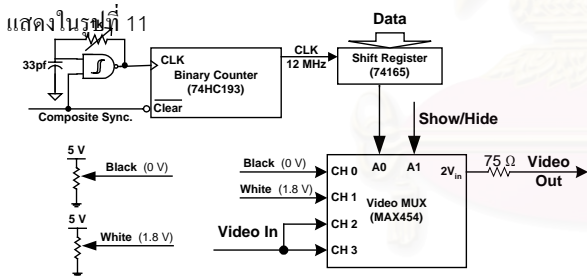 แสดงในรูปที่ 11
1k
33pf
CLK
Binary Counter
(74HC193)
Clear
Composite Sync.
CLK
12 MHz
Data
Shift Register
(74165)
Show/Hide
5 V
Black (0 V)
5 V
White (1.8 V)
Black (0 V)
White (1.8 V)
Video In
CH 0
CH 1
CH 2
CH 3
A0
A1
2Vin
Video MUX
(MAX454)
75 Ω
Video
Out